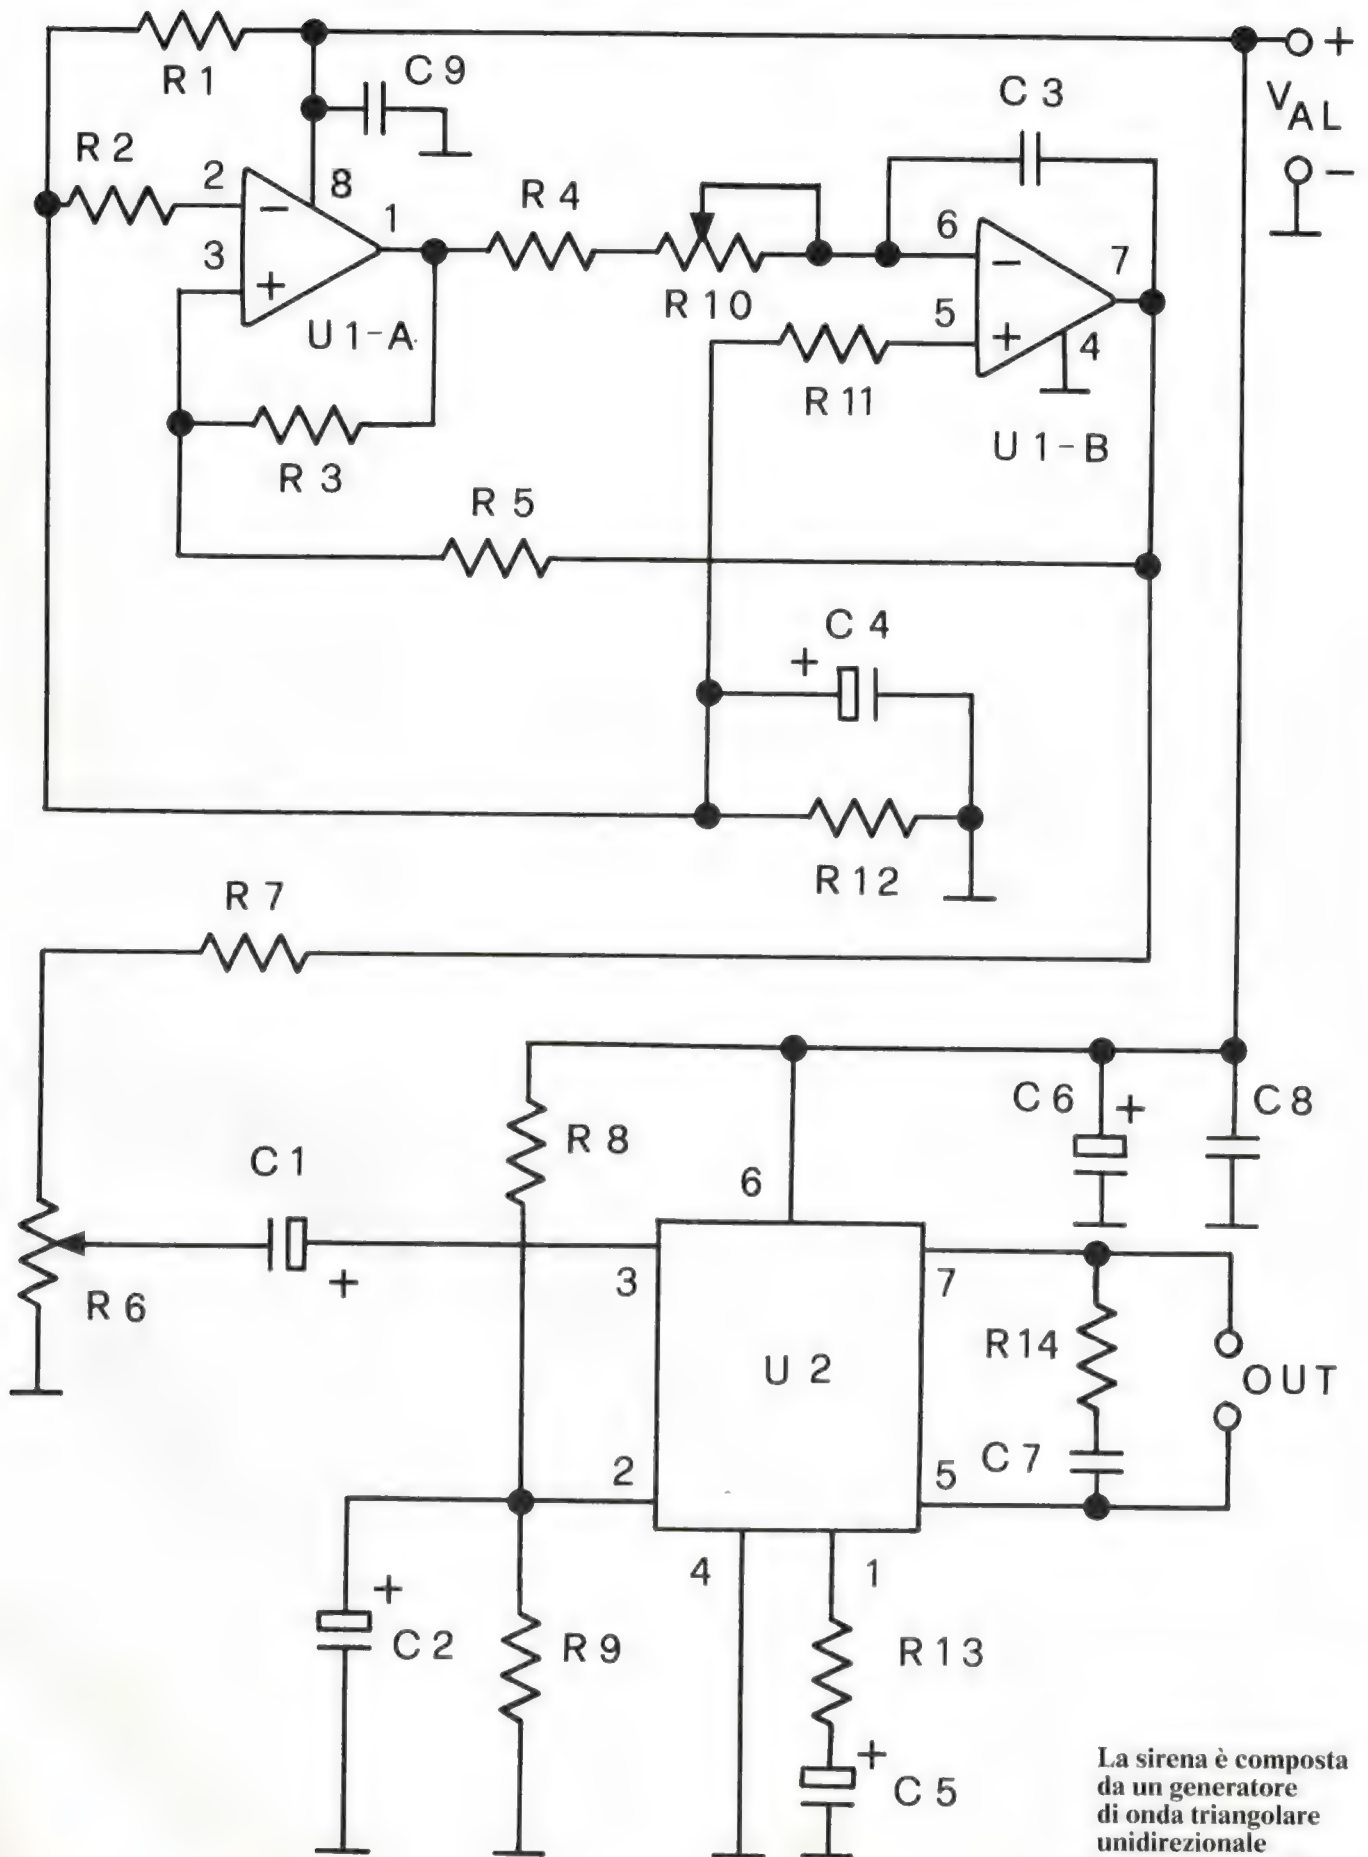 R1
C9
C3
+
VAL
−
R2
2
8
1
R4
6
7
3
−
+
U1-A
R10
5
−
+
4
R11
U1-B
R3
R5
C4
+
R12
R7
C6
+
C8
R8
C1
+
6
R6
3
7
R14
U2
OUT
2
5
C7
4
1
+
C2
R9
R13
+
C5
La sirena è composta
da un generatore
di onda triangolare
unidirezionale